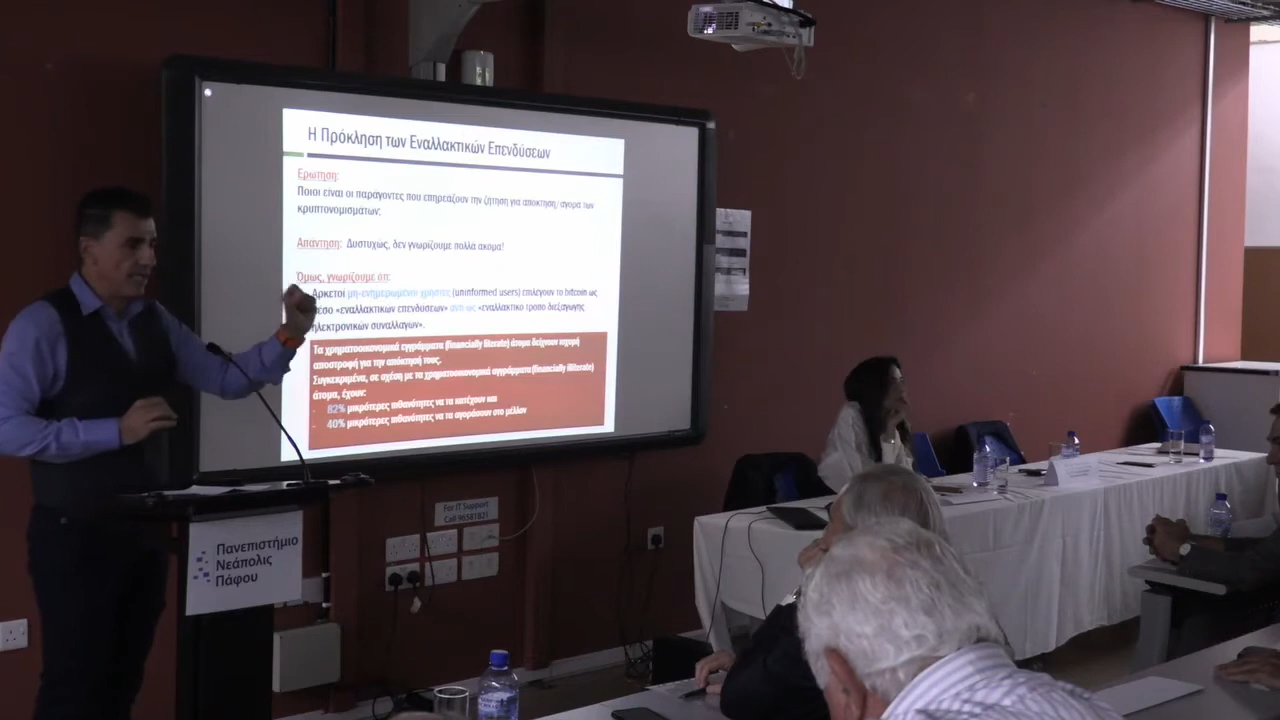 Η Πρόκληση των Εναλλακτικών Επενδύσεων
Ερώτηση:
Ποιοι είναι οι παράγοντες που επηρεάζουν την ζήτηση για απόκτηση/αγορά των
κρυπτονομισμάτων;
Απάντηση: Δυστυχώς, δεν γνωρίζουμε πολλά ακόμα!
Όμως, γνωρίζουμε ότι:
Αρκετοί μη-ενημερωμένοι χρήστες (uninformed users) επιλέγουν το bitcoin ως
μέσο «εναλλακτικών επενδύσεων» αντί ως «εναλλακτικό τρόπο διεξαγωγής
ηλεκτρονικών συναλλαγών».
Τα χρηματοοικονομικά εγγράμματα (financially literate) άτομα δείχνουν ισχυρή
αποστροφή για την απόκτησή τους.
Συγκεκριμένα, σε σχέση με τα χρηματοοικονομικά αγγράμματα (financially illiterate)
άτομα, έχουν:
82% μικρότερες πιθανότητες να τα κατέχουν και
40% μικρότερες πιθανότητες να τα αγοράσουν στο μέλλον
For IT Support
Call 96581821
Πανεπιστήμιο
Νεάπολις
Πάφου